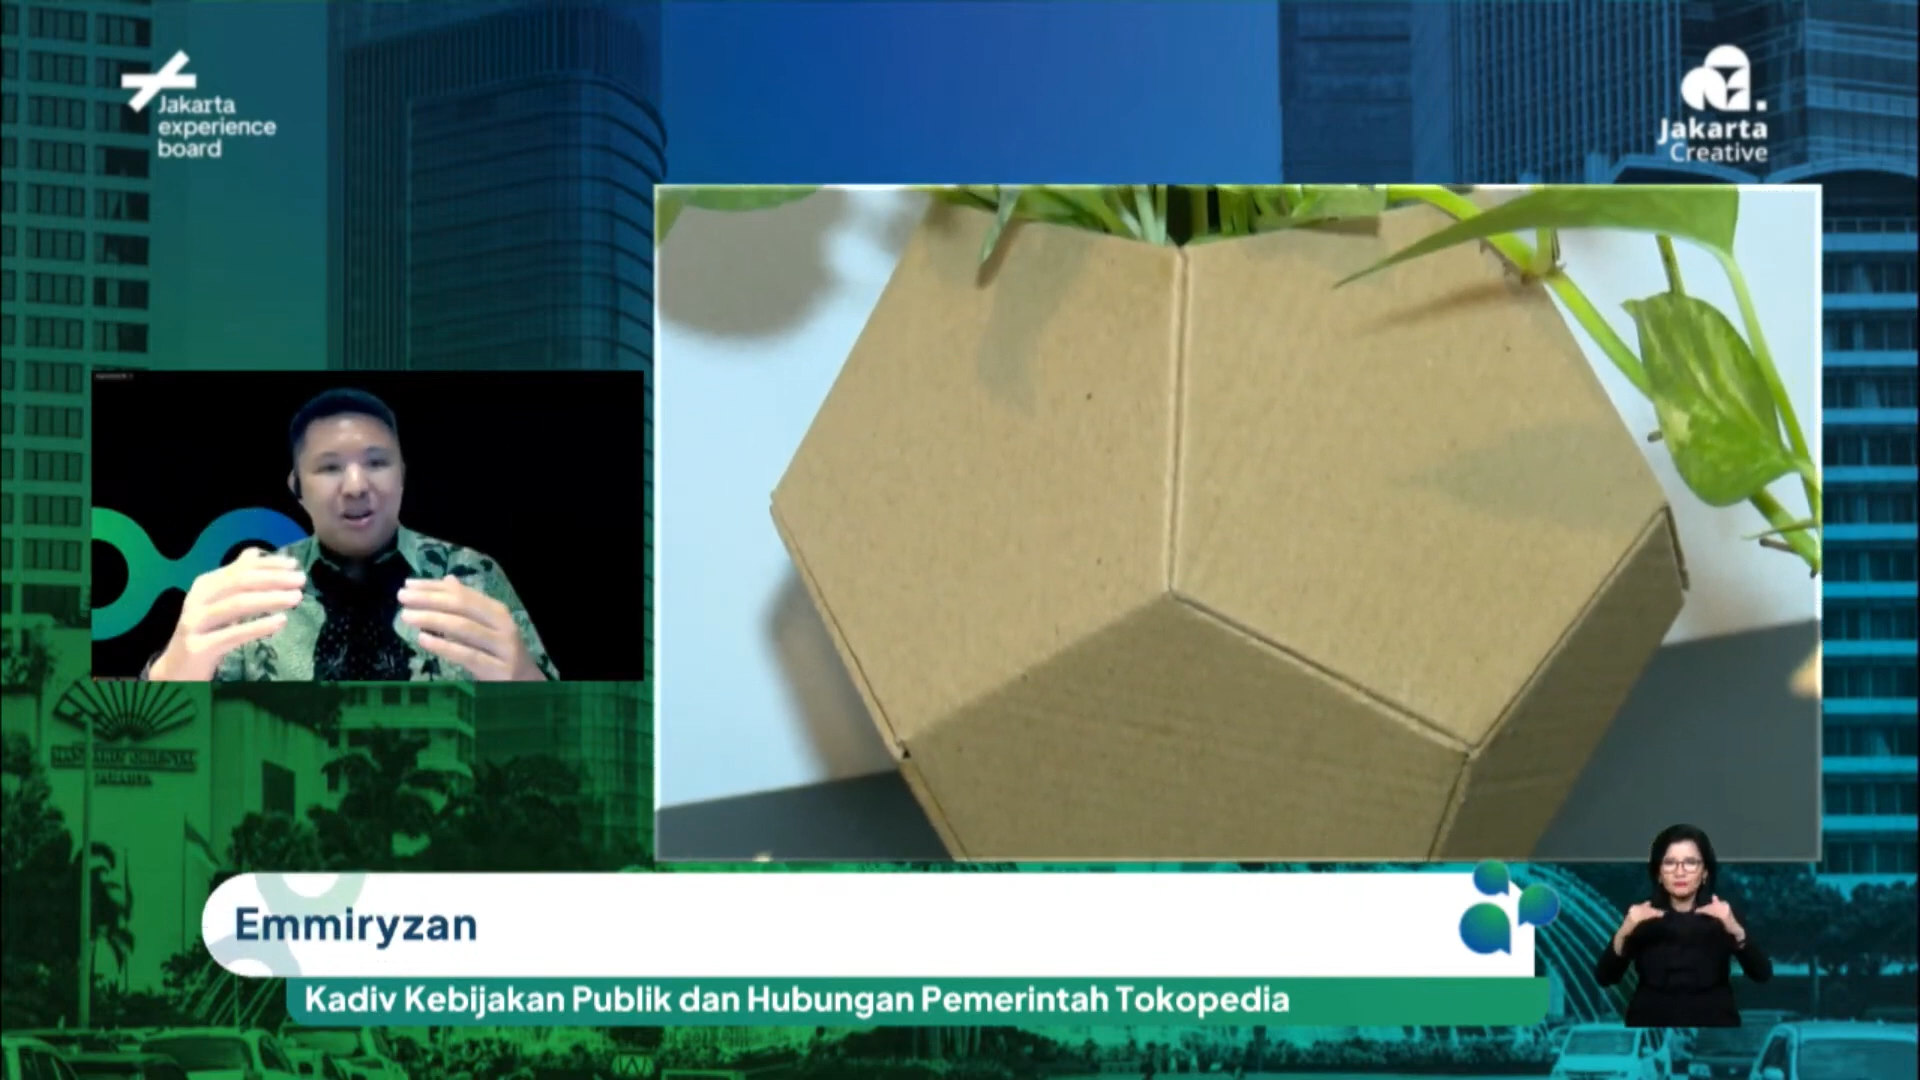 Jakarta
experience
board
Jakarta
Creative
Emmiryzan
Kadiv Kebijakan Publik dan Hubungan Pemerintah Tokopedia